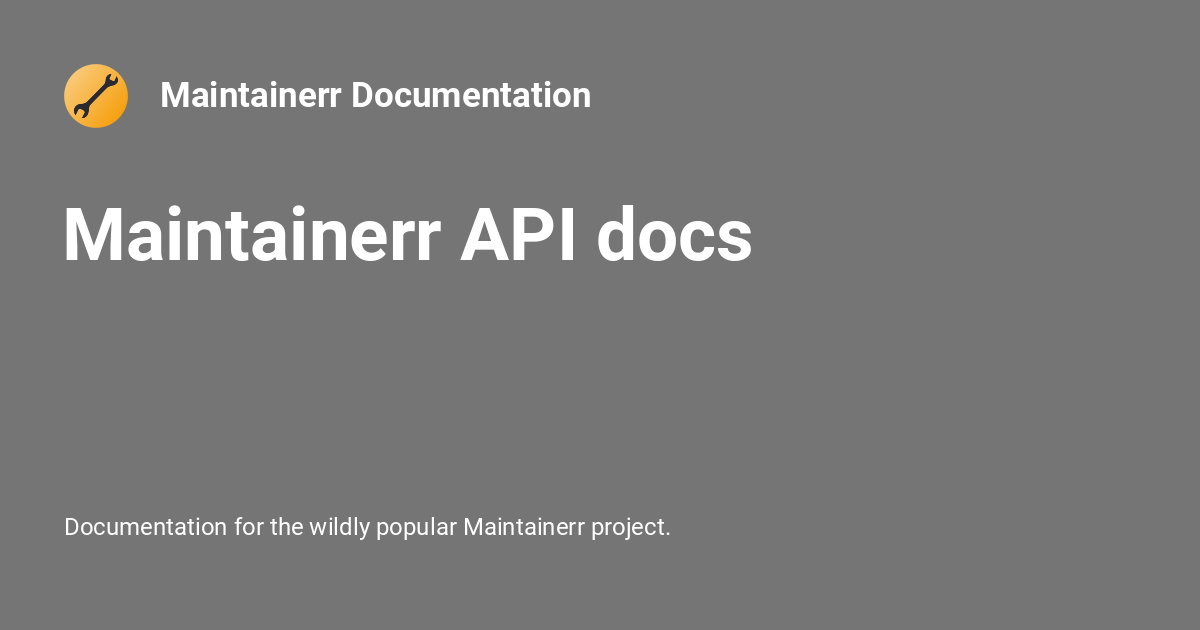 Maintainerr Documentation
Maintainerr API docs
Documentation for the wildly popular Maintainerr project.